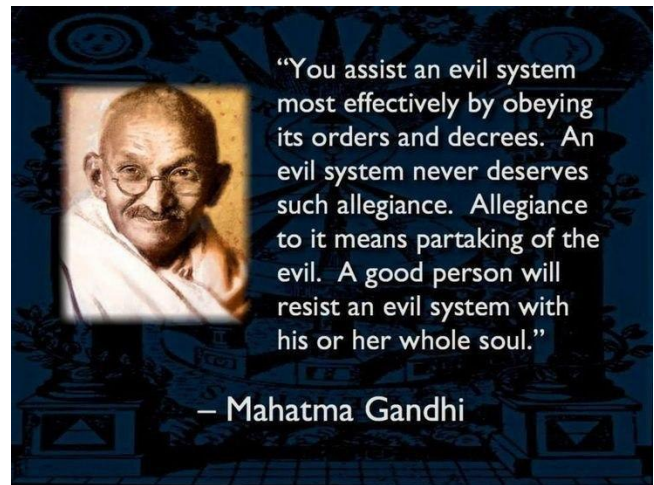 “You assist an evil system
most effectively by obeying
its orders and decrees.  An
evil system never deserves
such allegiance.  Allegiance
to it means partaking of the
evil.  A good person will
resist an evil system with
his or her whole soul.”
– Mahatma Gandhi